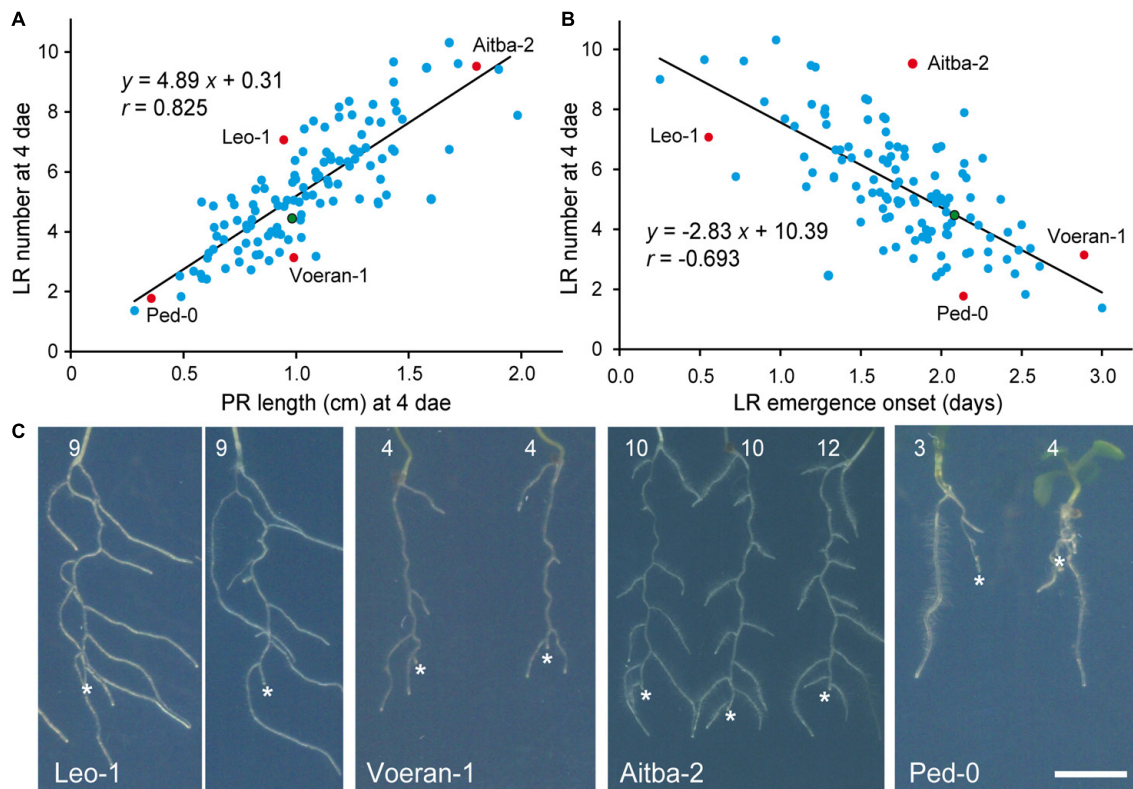 A
LR number at 4 dae
10
8
6
4
2
0
y = 4.89 x + 0.31
r = 0.825
Aitba-2
Leo-1
Voeran-1
Ped-0
0 0.5 1.0 1.5 2.0
PR length (cm) at 4 dae
B
LR number at 4 dae
10
8
6
4
2
0
Aitba-2
Leo-1
y = -2.83 x + 10.39
r = -0.693
Voeran-1
Ped-0
0.0 0.5 1.0 1.5 2.0 2.5 3.0
LR emergence onset (days)
C
9 9 4 4 10 10 12 3 4
* * * * * * * * *
Leo-1 Voeran-1 Aitba-2 Ped-0